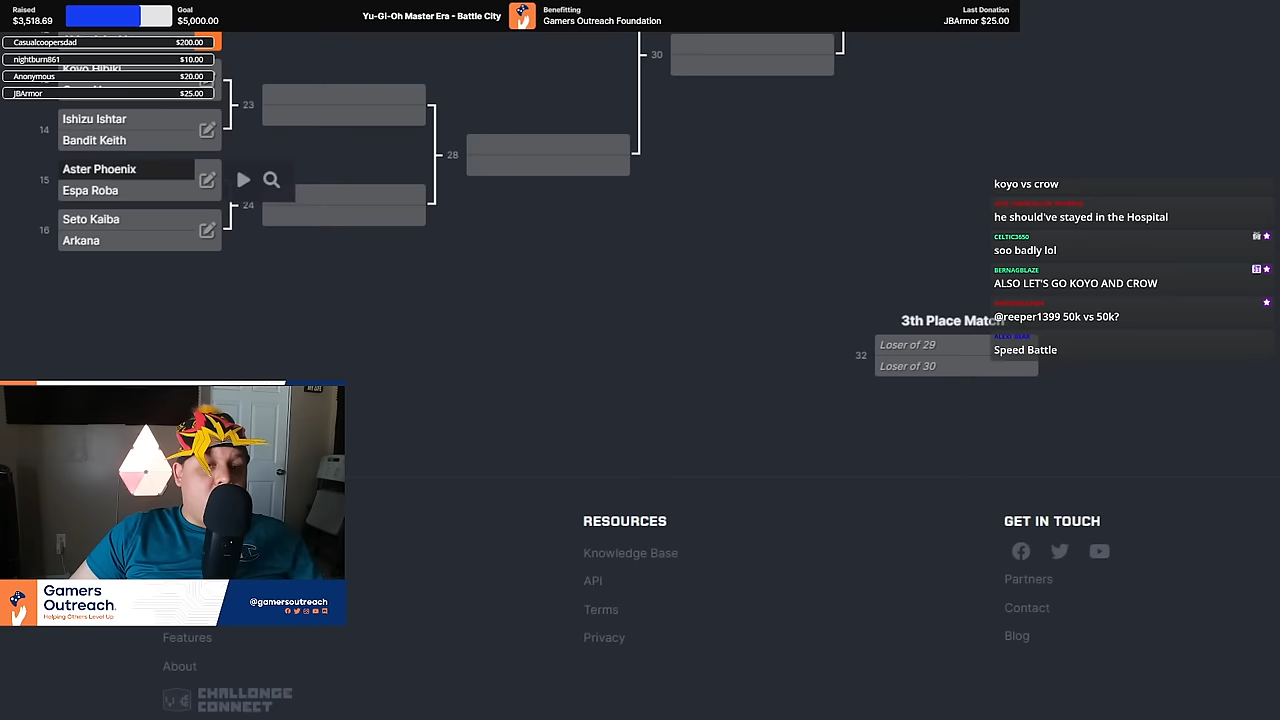 Raised
$3,518.69
Goal
$5,000.00
Yu-Gi-Oh Master Era - Battle City
Benefitting
Gamers Outreach Foundation
Last Donation
JBArmor $25.00
Casualcoopersdad $200.00
nightburn861 $10.00
Anonymous $20.00
JBArmor $25.00
Koyo Hibiki
23
14
Ishizu Ishtar
Bandit Keith
15
Aster Phoenix
Espa Roba
24
16
Seto Kaiba
Arkana
28
30
koyo vs crow
he should've stayed in the Hospital
CELTIC3650
soo badly lol
BERNAGBLAZE
ALSO LET'S GO KOYO AND CROW
@reeper1399 50k vs 50k?
Speed Battle
3th Place Match
32
Loser of 29
Loser of 30
Gamers
Outreach.
Helping Others Level Up
@gamersoutreach
Features
About
CHALLONGE
CONNECT
RESOURCES
Knowledge Base
API
Terms
Privacy
GET IN TOUCH
Partners
Contact
Blog